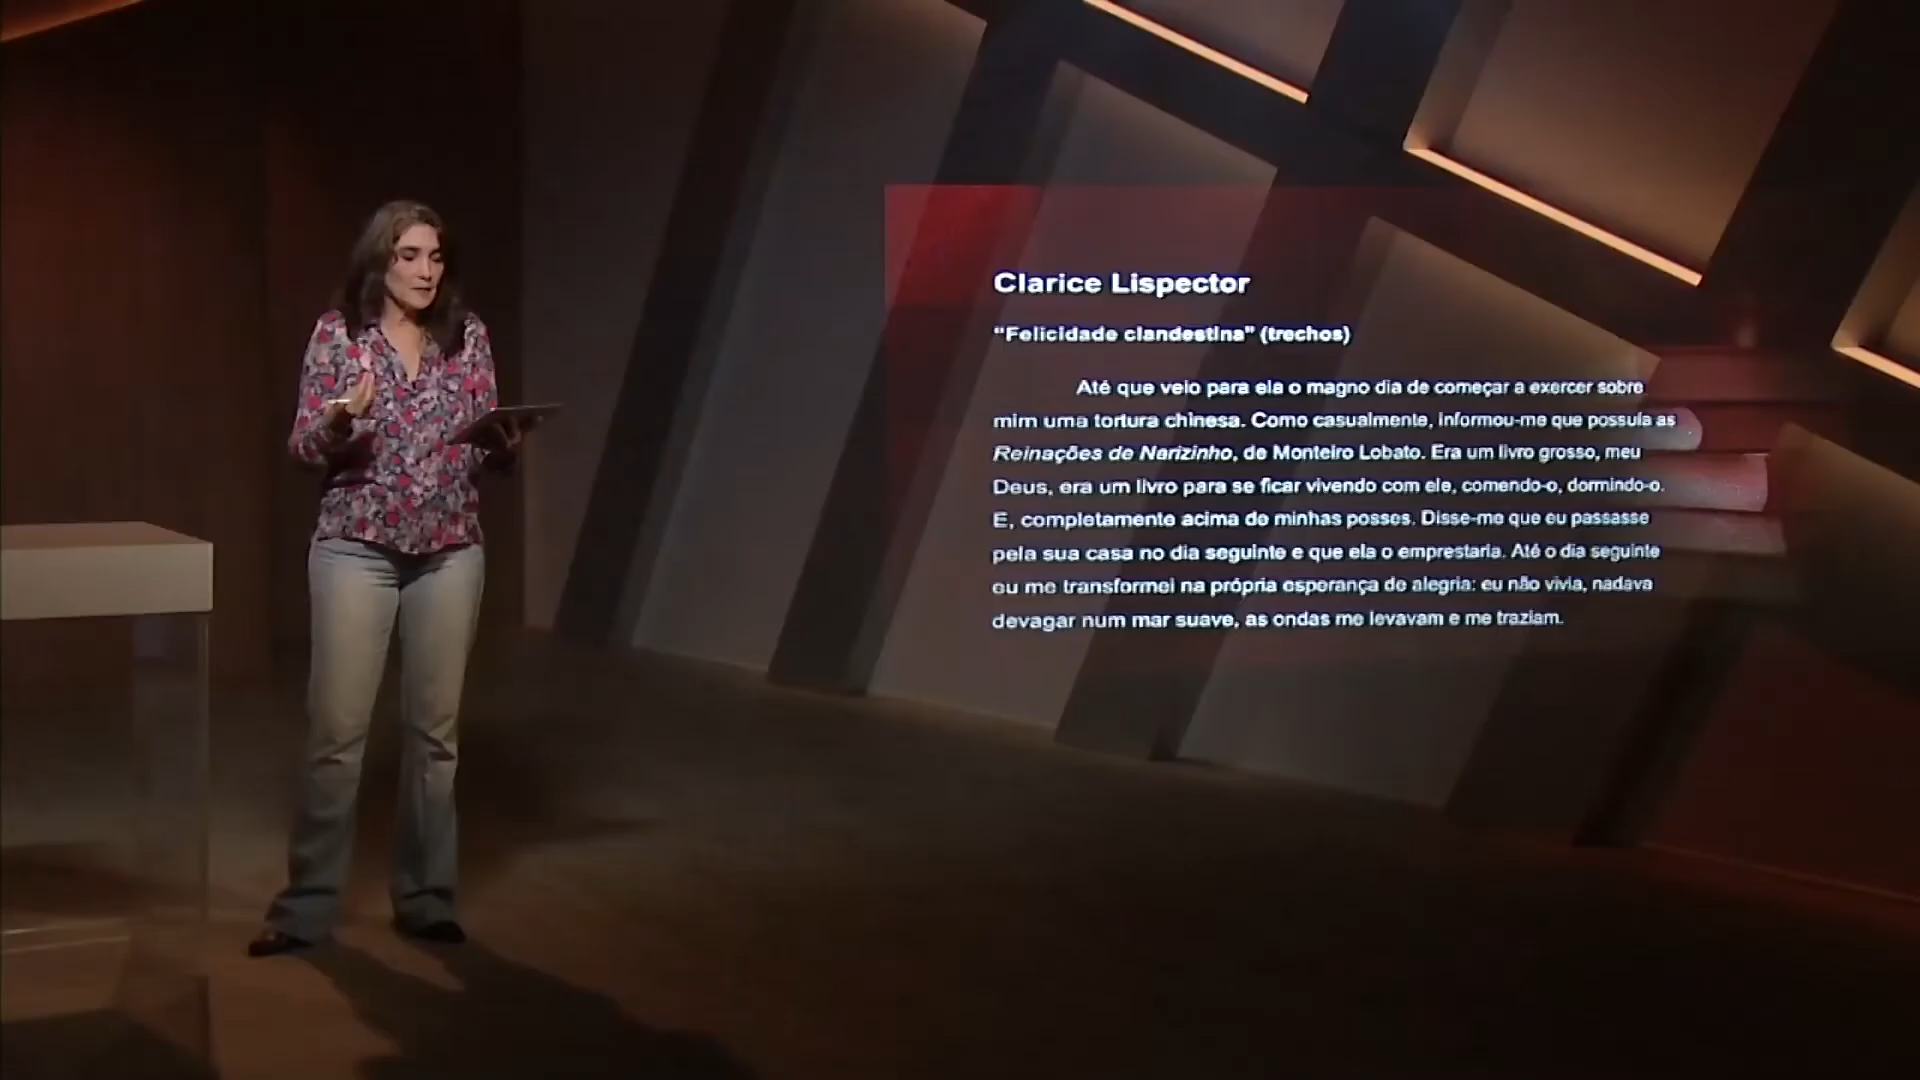 Clarice Lispector
"Felicidade clandestina" (trechos)
Até que veio para ela o magno dia de começar a exercer sobre
mim uma tortura chinesa. Como casualmente, informou-me que possuía as
Reinações de Narizinho, de Monteiro Lobato. Era um livro grosso, meu
Deus, era um livro para se ficar vivendo com ele, comendo-o, dormindo-o.
E, completamente acima de minhas posses. Disse-me que eu passasse
pela sua casa no dia seguinte e que ela o emprestaria. Até o dia seguinte
eu me transformei na própria esperança de alegria: eu não vivia, nadava
devagar num mar suave, as ondas me levavam e me traziam.